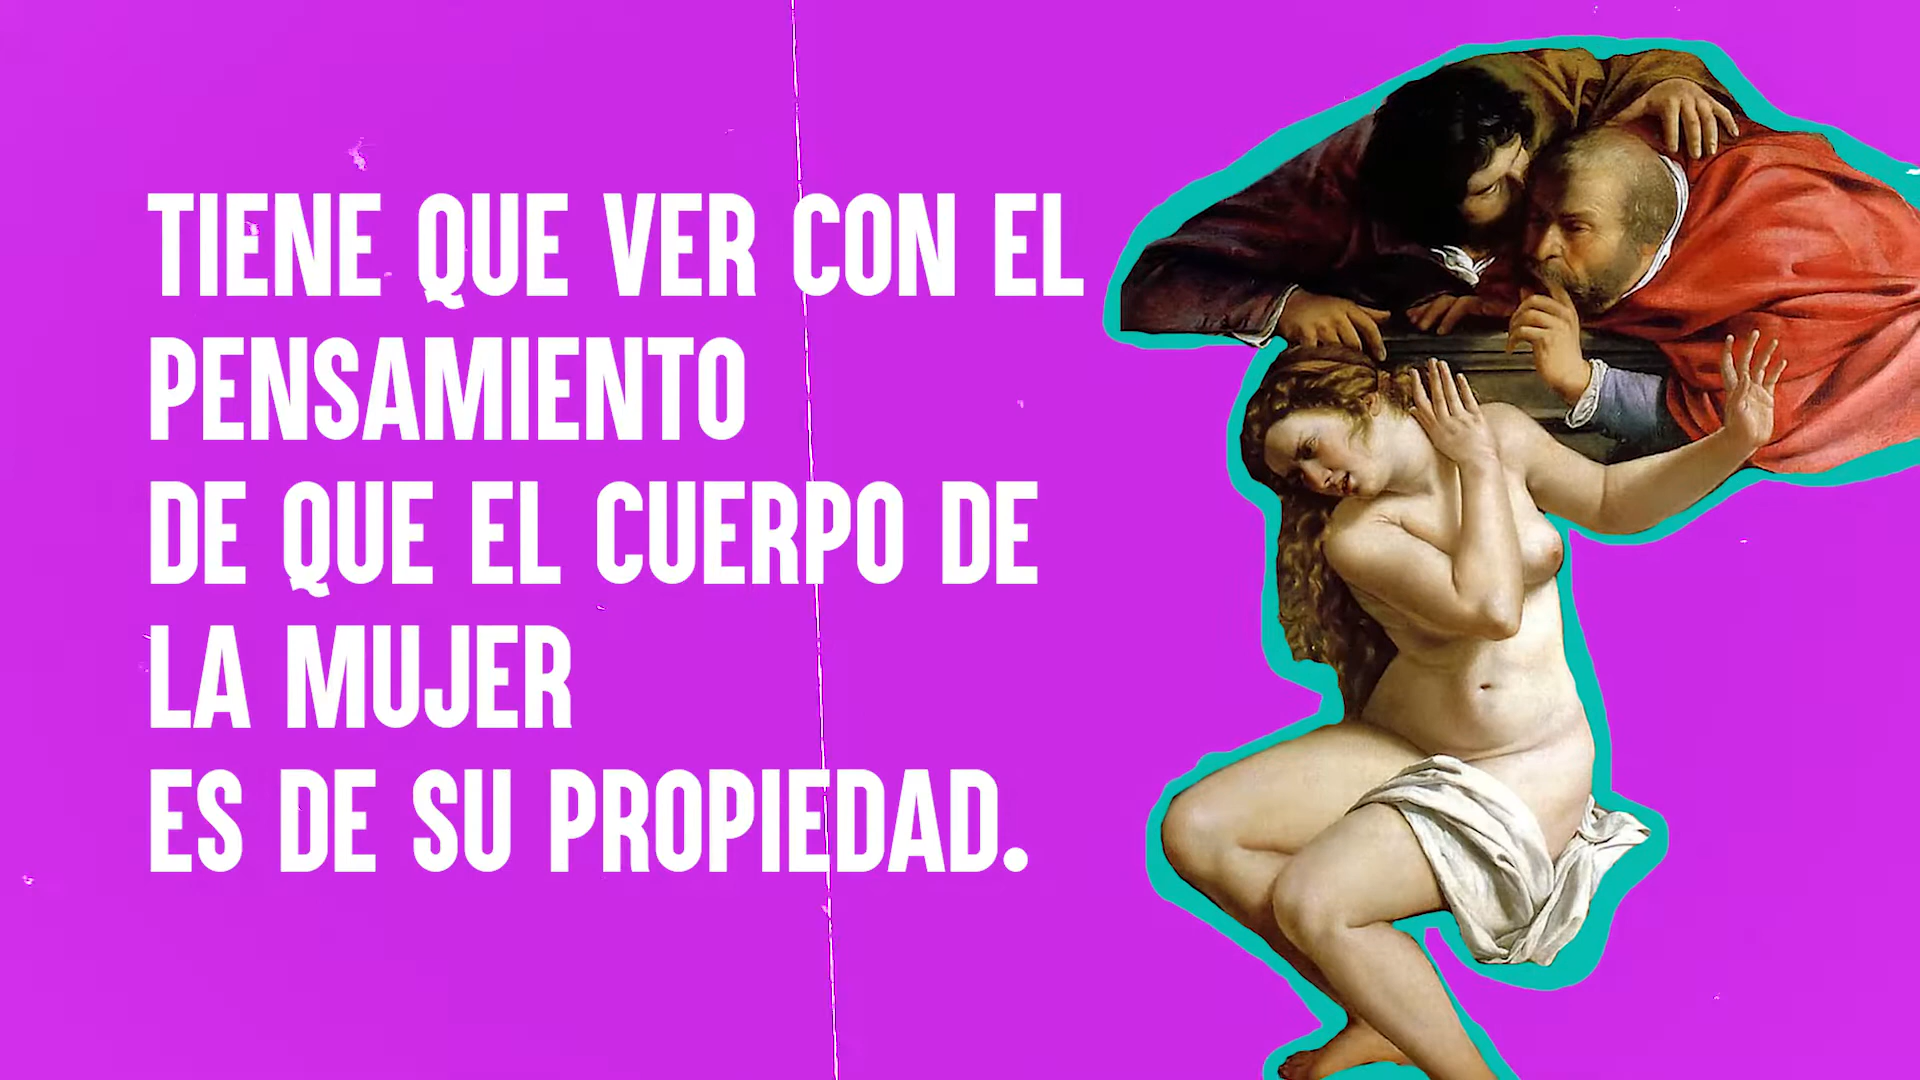 TIENE QUE VER CON EL
PENSAMIENTO
DE QUE EL CUERPO DE
LA MUJER
ES DE SU PROPIEDAD.